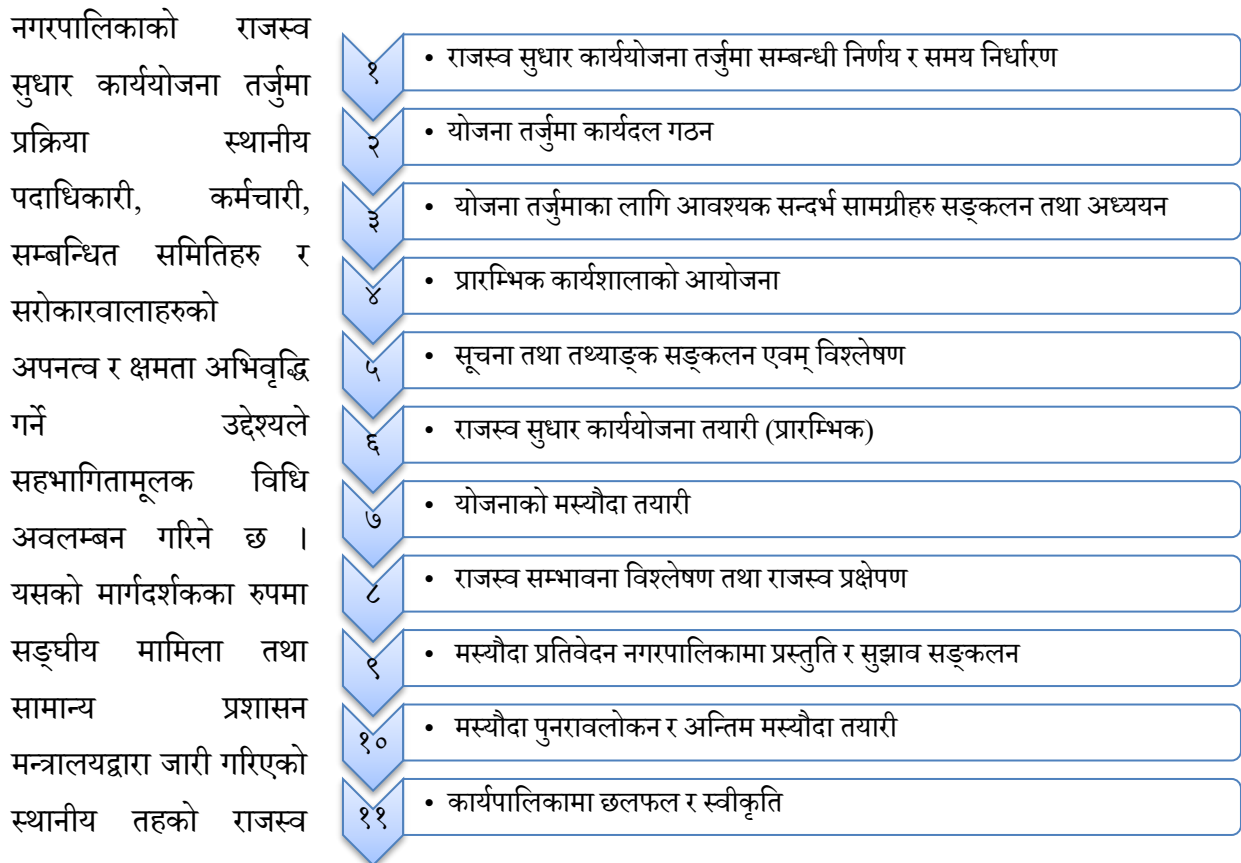 नगरपालिकाको राजस्व
सुधार कार्ययोजना तर्जुमा
प्रक्रिया स्थानीय
पदाधिकारी, कर्मचारी,
सम्बन्धित समितिहरु र
सरोकारवालाहरुको
अपनत्व र क्षमता अभिवृद्धि
गर्ने उद्देश्यले
सहभागितामूलक विधि
अवलम्बन गरिने छ ।
यसको मार्गदर्शकका रुपमा
सङ्घीय मामिला तथा
सामान्य प्रशासन
मन्त्रालयद्वारा जारी गरिएको
स्थानीय तहको राजस्व
१ • राजस्व सुधार कार्ययोजना तर्जुमा सम्बन्धी निर्णय र समय निर्धारण
२ • योजना तर्जुमा कार्यदल गठन
३ • योजना तर्जुमाका लागि आवश्यक सन्दर्भ सामग्रीहरु सङ्कलन तथा अध्ययन
४ • प्रारम्भिक कार्यशालाको आयोजना
५ • सूचना तथा तथ्याङ्क सङ्कलन एवम् विश्लेषण
६ • राजस्व सुधार कार्ययोजना तयारी (प्रारम्भिक)
७ • योजनाको मस्यौदा तयारी
८ • राजस्व सम्भावना विश्लेषण तथा राजस्व प्रक्षेपण
९ • मस्यौदा प्रतिवेदन नगरपालिकामा प्रस्तुति र सुझाव सङ्कलन
१० • मस्यौदा पुनरावलोकन र अन्तिम मस्यौदा तयारी
११ • कार्यपालिकामा छलफल र स्वीकृति